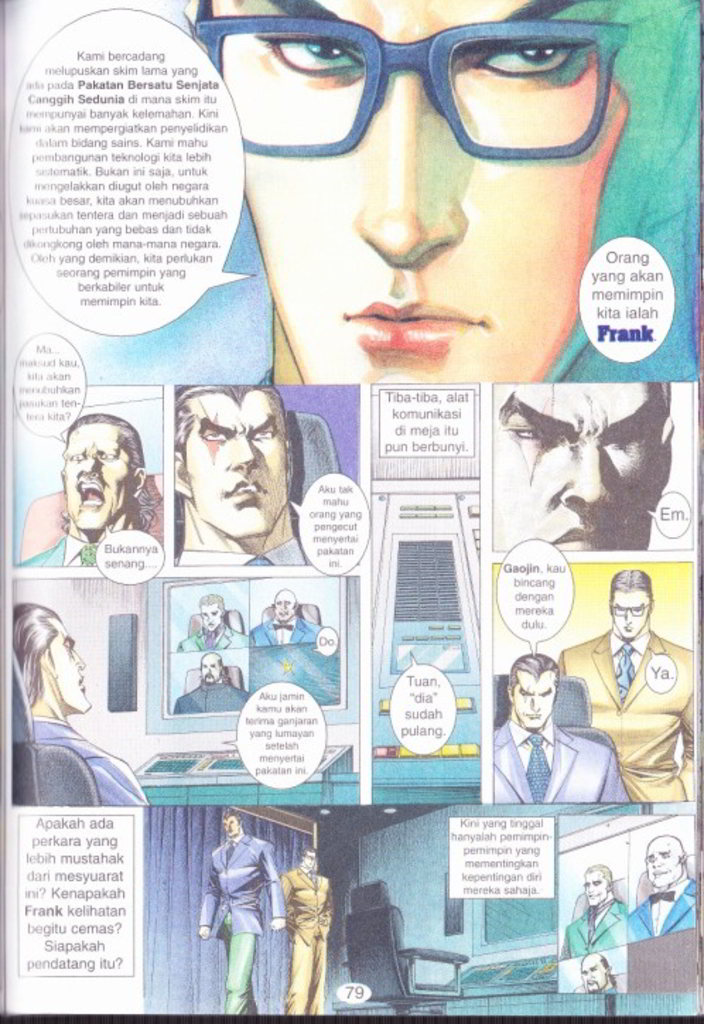 Kami bercadang
melupuskan skim lama yang
ada pada Pakatan Bersatu Senjata
Canggih Sedunia di mana skim itu
mempunyai banyak kelemahan. Kini
kami akan mempergiatkan penyelidikan
dalam bidang sains. Kami mahu
pembangunan teknologi kita lebih
sistematik. Bukan ini saja, untuk
mengelakkan diugut oleh negara
kuasa besar, kita akan menubuhkan
sepasukan tentera dan menjadi sebuah
pertubuhan yang bebas dan tidak
dikongkong oleh mana-mana negara.
Oleh yang demikian, kita perlukan
seorang pemimpin yang
berkabiler untuk
memimpin kita.
Orang
yang akan
memimpin
kita ialah
Frank.
Ma...
maksud kau,
kita akan
menubuhkan
pasukan ten-
tera kita?
Bukannya
senang...
Aku tak
mahu
orang yang
pengecut
menyertai
pakatan
ini.
Tiba-tiba, alat
komunikasi
di meja itu
pun berbunyi.
Em.
Do.
Aku jamin
kamu akan
terima ganjaran
yang lumayan
setelah
menyertai
pakatan ini.
Tuan,
"dia"
sudah
pulang.
Gaojin, kau
bincang
dengan
mereka
dulu.
Ya.
Apakah ada
perkara yang
lebih mustahak
dari mesyuarat
ini? Kenapakah
Frank kelihatan
begitu cemas?
Siapakah
pendatang itu?
Kini yang tinggal
hanyalah pemimpin-
pemimpin yang
mementingkan
kepentingan diri
mereka sahaja.
79